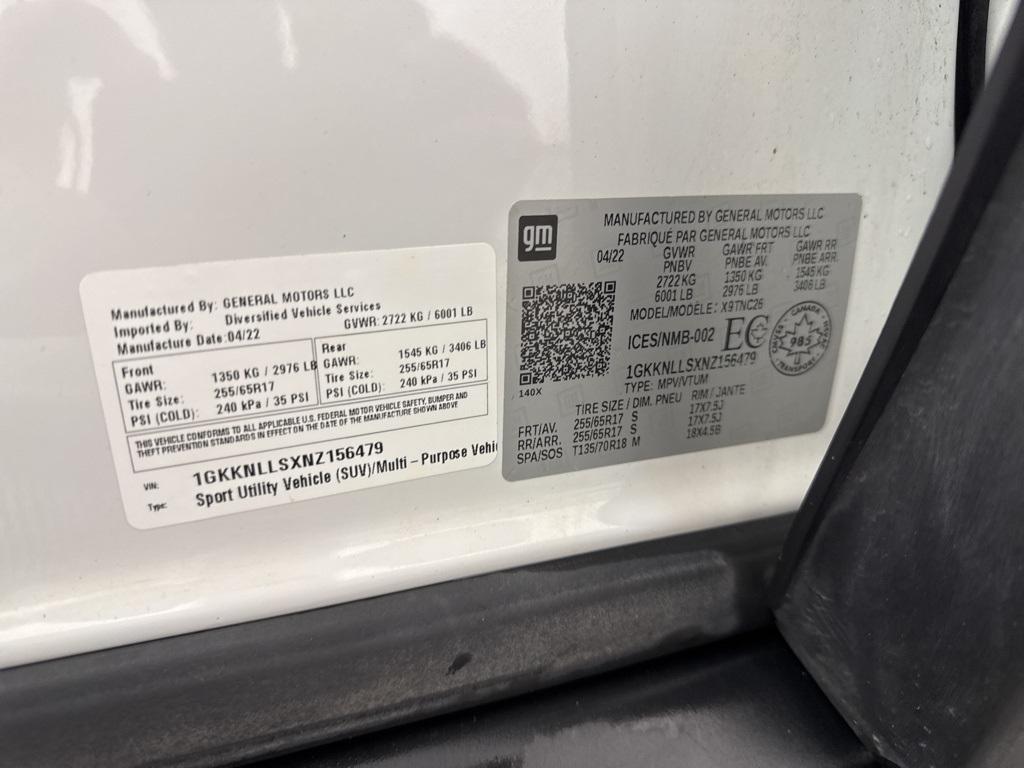 Manufactured By: GENERAL MOTORS LLC
Imported By: Diversified Vehicle Services
Manufacture Date: 04/22
GVWR: 2722 KG / 6001 LB
Front
GAWR: 1350 KG / 2976 LB
Tire Size: 255/65R17
PSI (COLD): 240 kPa / 35 PSI
Rear
GAWR: 1545 KG / 3406 LB
Tire Size: 255/65R17
PSI (COLD): 240 kPa / 35 PSI
THIS VEHICLE CONFORMS TO ALL APPLICABLE U.S. FEDERAL MOTOR VEHICLE SAFETY, BUMPER AND
THEFT PREVENTION STANDARDS IN EFFECT ON THE DATE OF THE MANUFACTURE SHOWN ABOVE
VIN: 1GKKNLLSXNZ156479
Type: Sport Utility Vehicle (SUV)/Multi - Purpose Vehi
gm
MANUFACTURED BY GENERAL MOTORS LLC
FABRIQUÉ PAR GENERAL MOTORS LLC
04/22 GVWR GAWR FRT GAWR RR
PNBV PNBE AV. PNBE ARR.
2722 KG 1350 KG 1545 KG
6001 LB 2976 LB 3406 LB
MODEL/MODÈLE: X9TNC26
ICES/NMB-002 EC
CANADA
985
TRANSPORT
1GKKNLLSXNZ156479
TYPE: MPV/VTUM
140X
TIRE SIZE / DIM. PNEU RIM / JANTE
FRT/AV. 255/65R17 S 17X7.5J
RR/ARR. 255/65R17 S 17X7.5J
SPA/SOS T135/70R18 M 18X4.5B